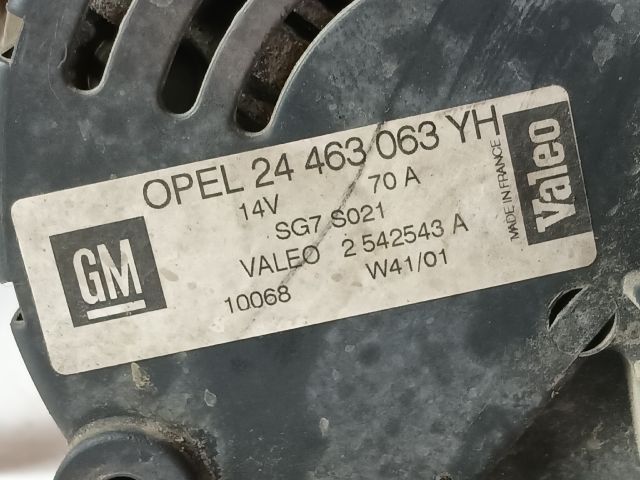 GM
OPEL 24 463 063 YH
14V 70 A
SG7 S021
VALEO 2 542543 A
10068 W41/01
MADE IN FRANCE
Valeo